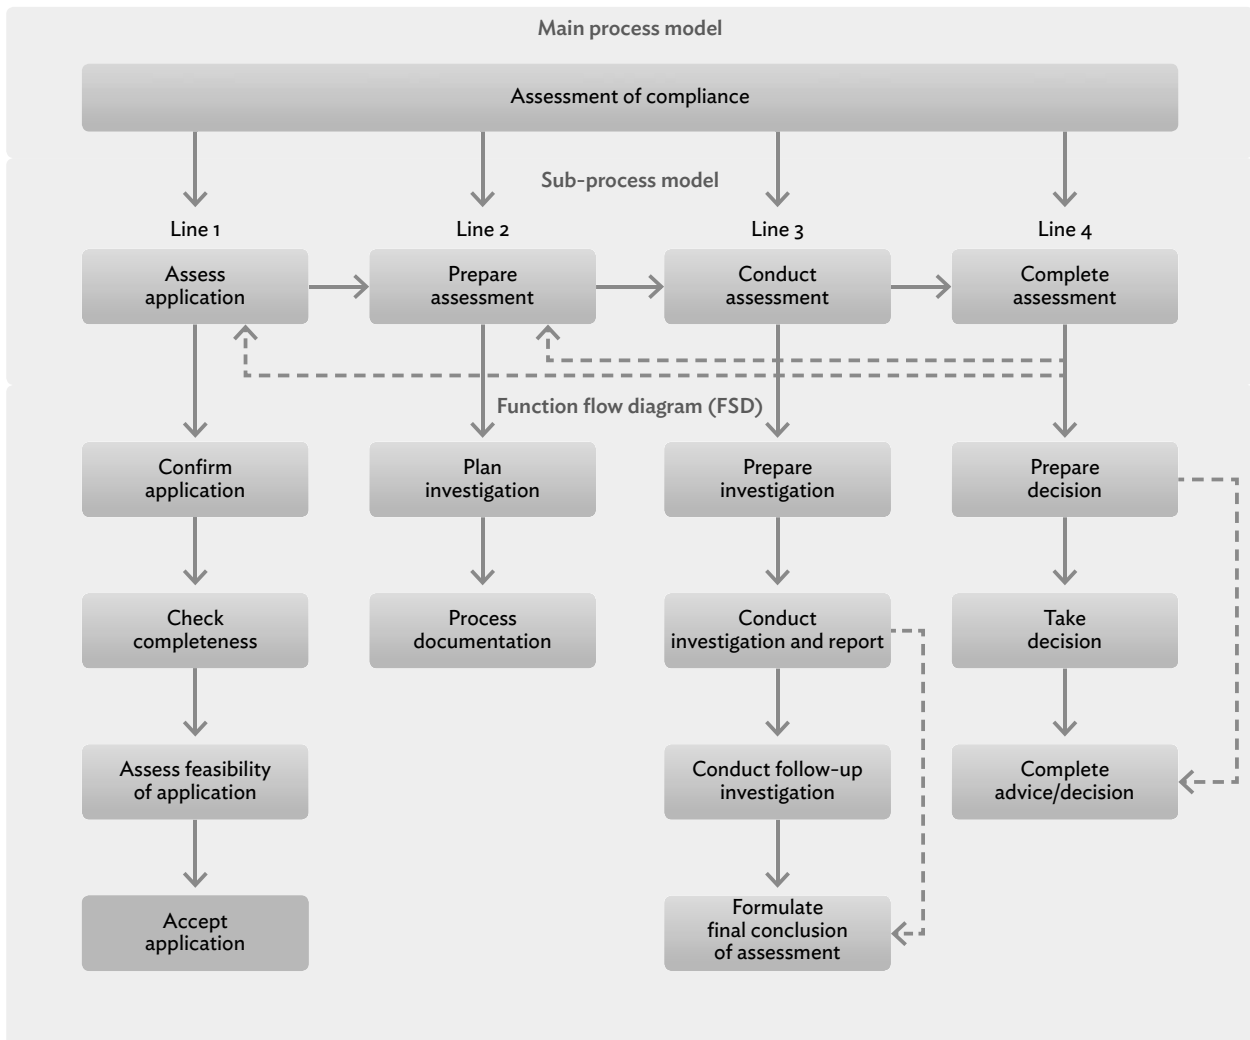 Main process model
Assessment of compliance
Sub-process model
Line 1
Line 2
Line 3
Line 4
Assess
application
Prepare
assessment
Conduct
assessment
Complete
assessment
Function flow diagram (FSD)
Confirm
application
Plan
investigation
Prepare
investigation
Prepare
decision
Check
completeness
Process
documentation
Conduct
investigation and report
Take
decision
Assess feasibility
of application
Conduct follow-up
investigation
Complete
advice/decision
Accept
application
Formulate
final conclusion
of assessment